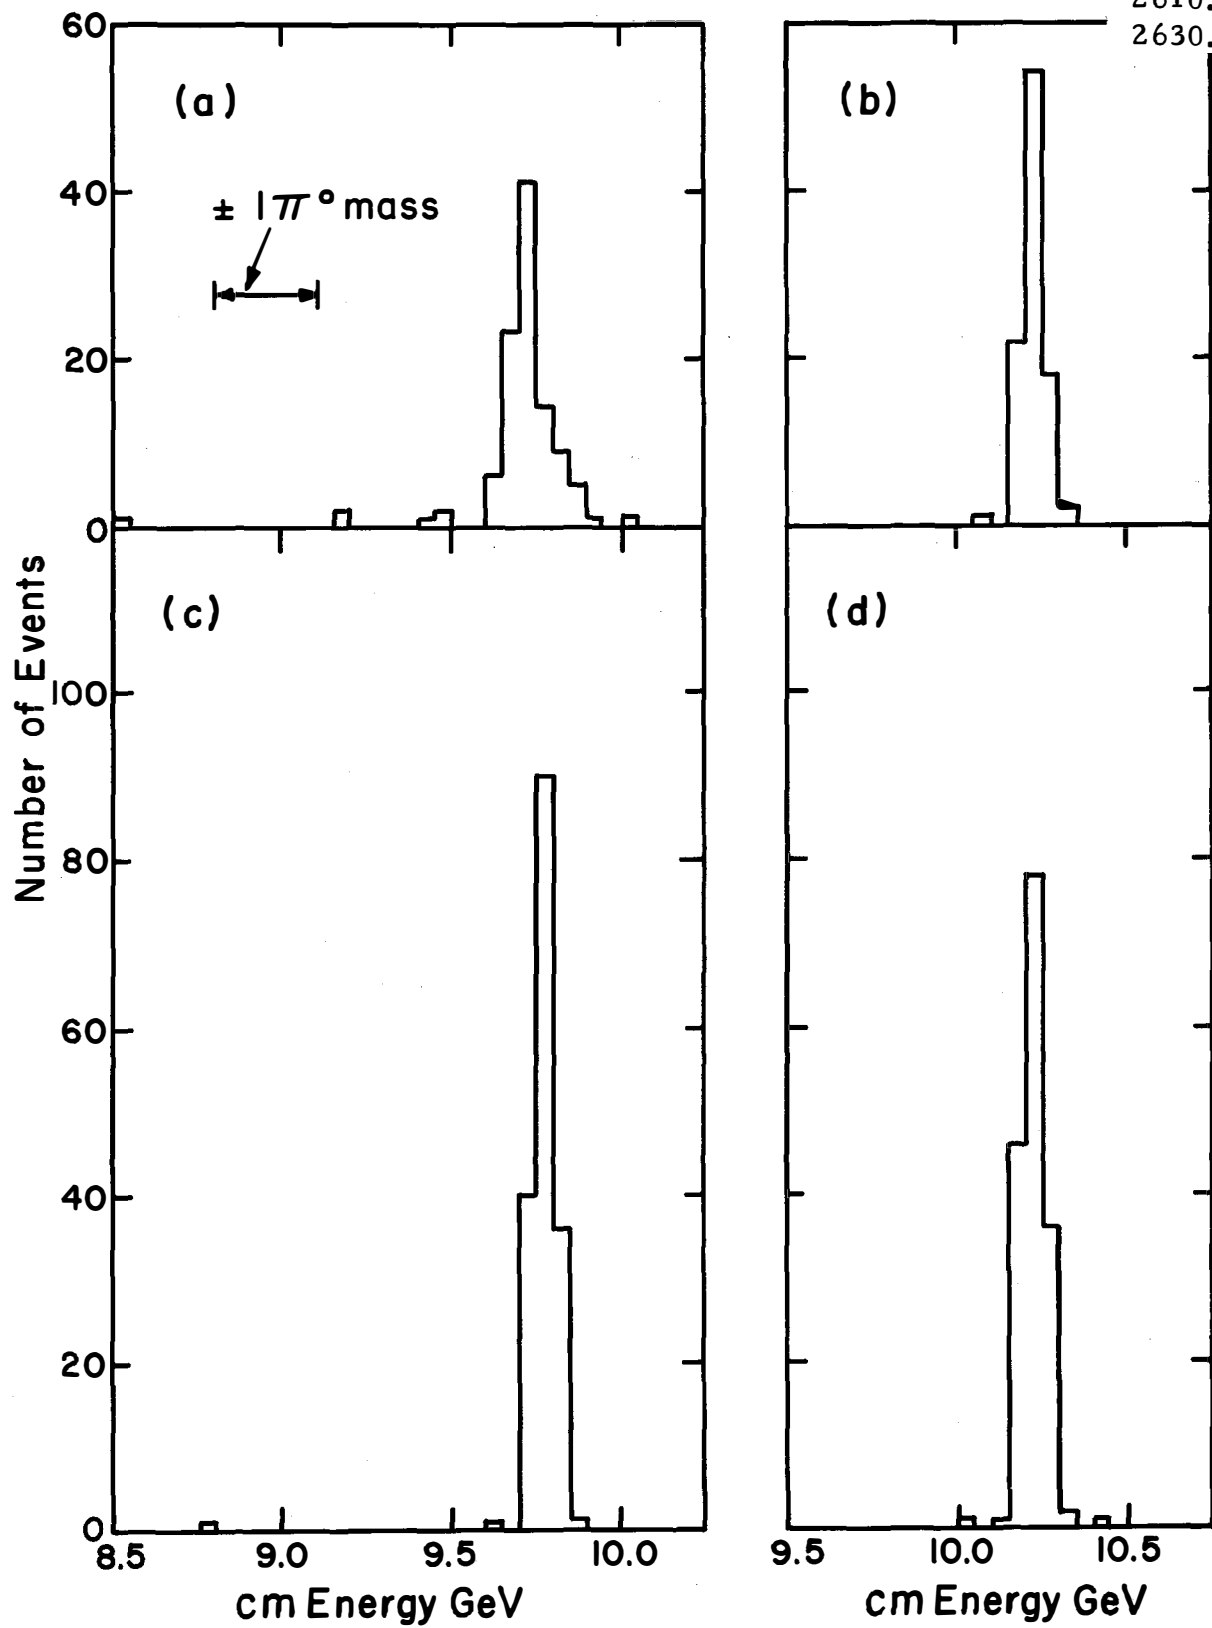 2610.
2630.
60
(a)
(b)
40
± 1π° mass
20
0
(c)
(d)
Number of Events
100
80
60
40
20
0
8.5 9.0 9.5 10.0
9.5 10.0 10.5
cm Energy GeV
cm Energy GeV